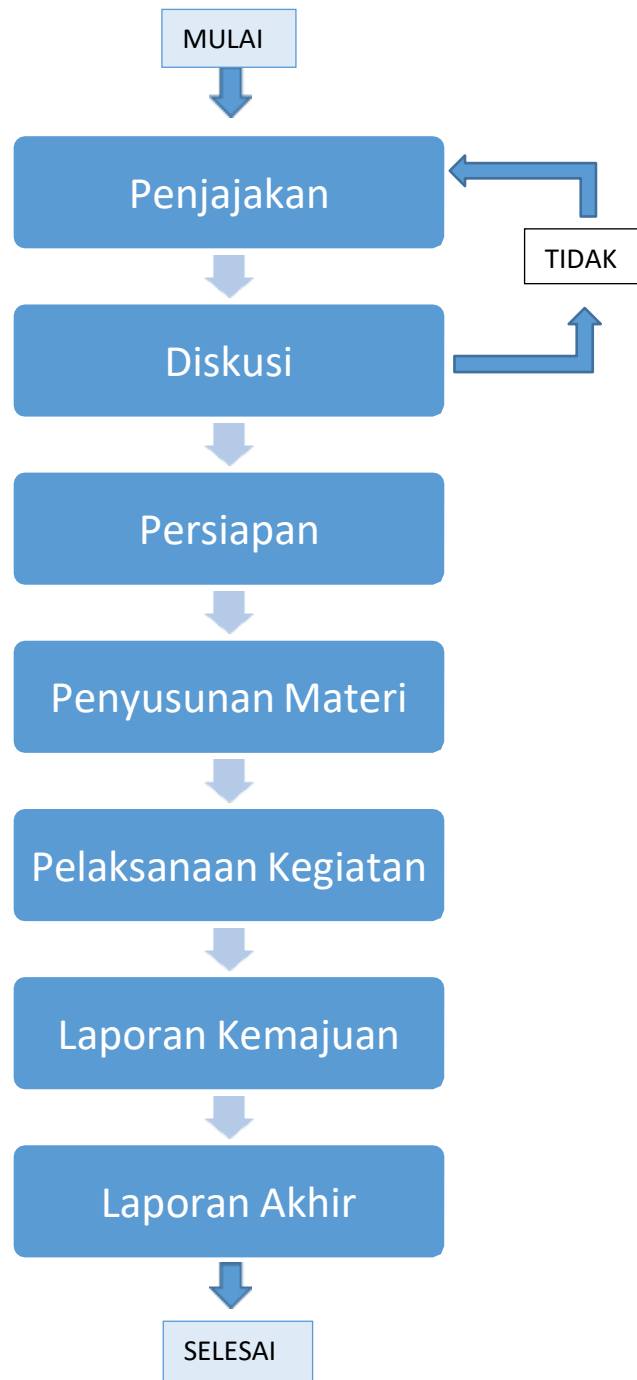 MULAI
Penjajakan
TIDAK
Diskusi
Persiapan
Penyusunan Materi
Pelaksanaan Kegiatan
Laporan Kemajuan
Laporan Akhir
SELESAI